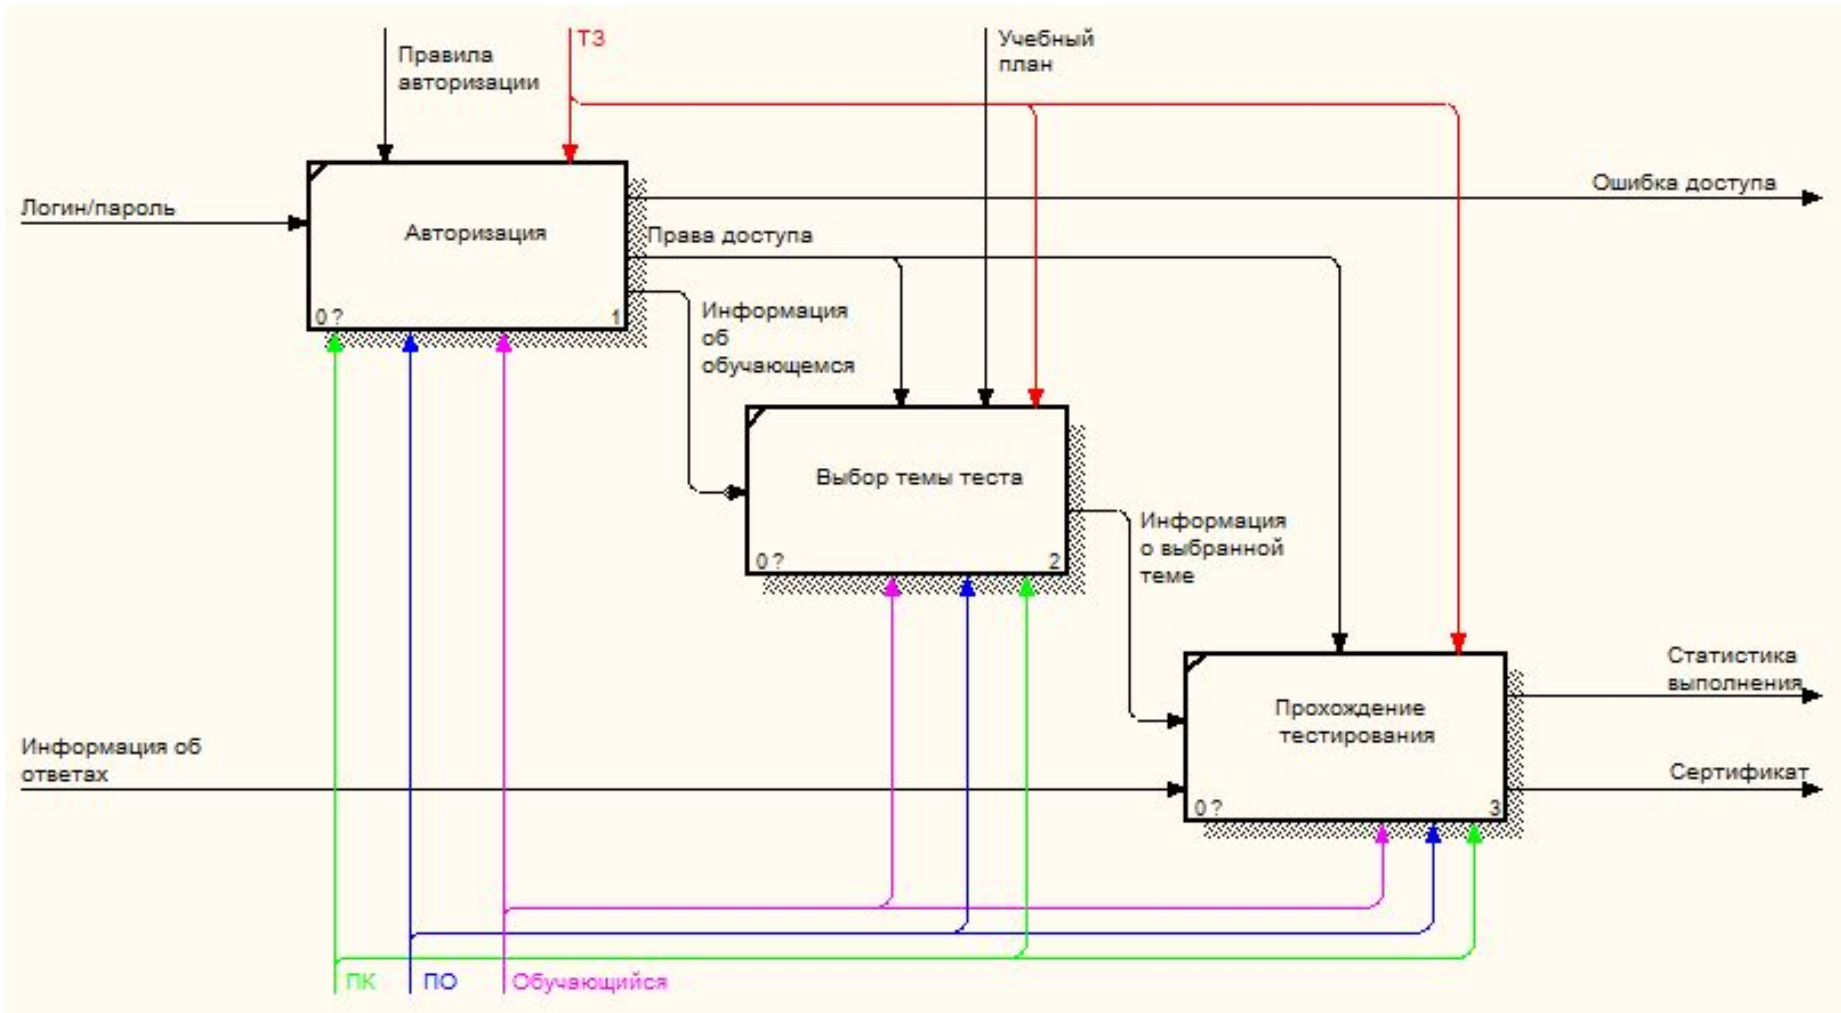 Правила
авторизации
ТЗ
Учебный
план
Логин/пароль
Авторизация
0 ?
1
Ошибка доступа
Права доступа
Информация
об
обучающемся
Выбор темы теста
0 ?
2
Информация
о выбранной
теме
Прохождение
тестирования
0 ?
3
Статистика
выполнения
Сертификат
Информация об
ответах
ПК
ПО
Обучающийся